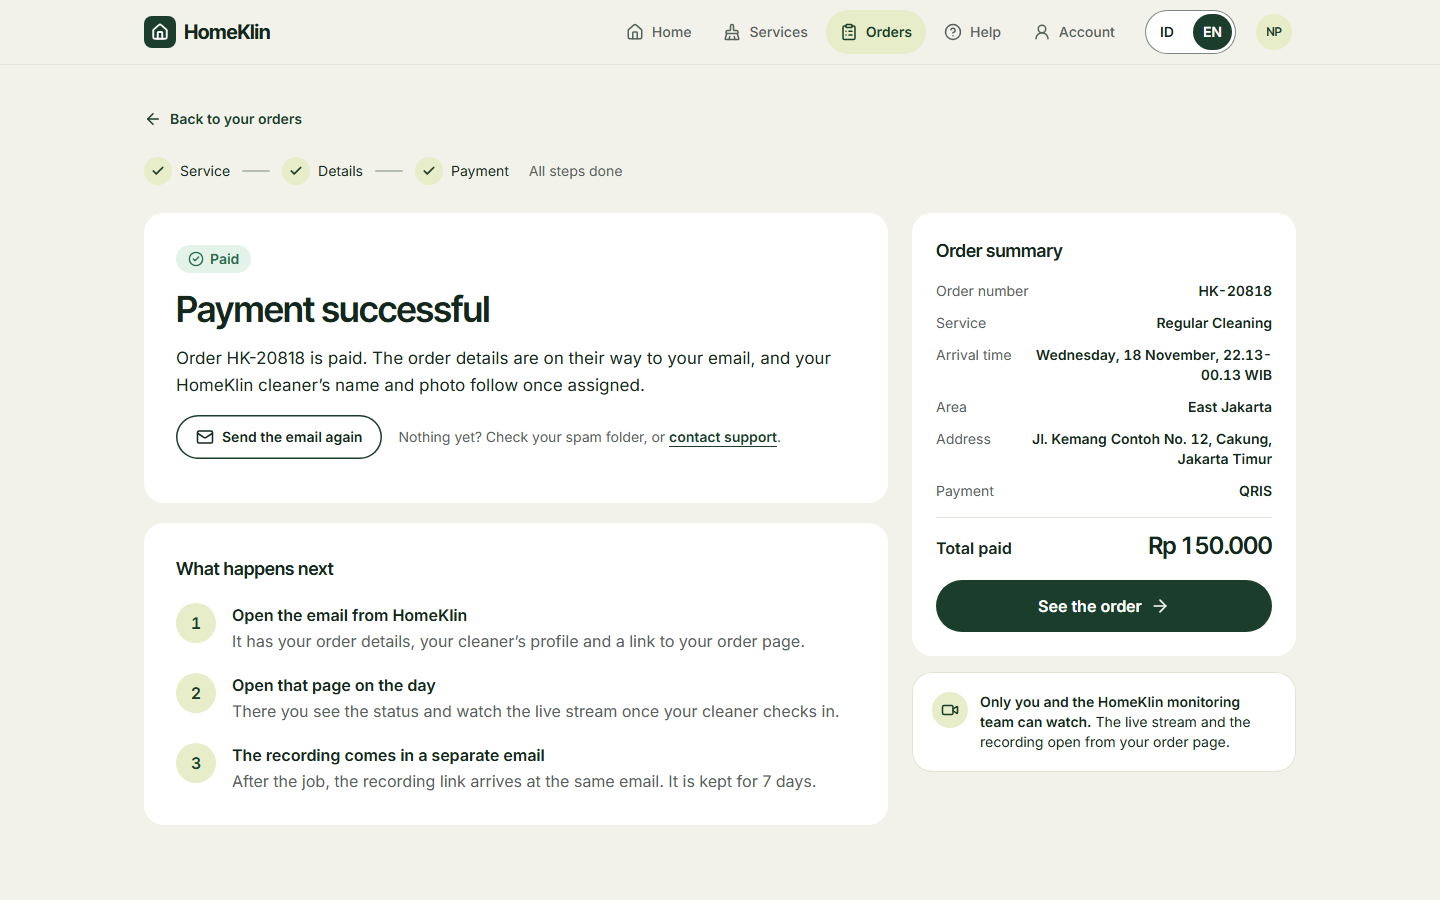 HomeKlin
Home
Services
Orders
Help
Account
ID
EN
NP
Back to your orders
Service
Details
Payment
All steps done
Paid
Payment successful
Order HK-20818 is paid. The order details are on their way to your email, and your
HomeKlin cleaner’s name and photo follow once assigned.
Send the email again
Nothing yet? Check your spam folder, or contact support.
What happens next
1
Open the email from HomeKlin
It has your order details, your cleaner’s profile and a link to your order page.
2
Open that page on the day
There you see the status and watch the live stream once your cleaner checks in.
3
The recording comes in a separate email
After the job, the recording link arrives at the same email. It is kept for 7 days.
Order summary
Order number HK-20818
Service Regular Cleaning
Arrival time Wednesday, 18 November, 22.13-
00.13 WIB
Area East Jakarta
Address Jl. Kemang Contoh No. 12, Cakung,
Jakarta Timur
Payment QRIS
Total paid Rp 150.000
See the order
Only you and the HomeKlin monitoring
team can watch. The live stream and the
recording open from your order page.